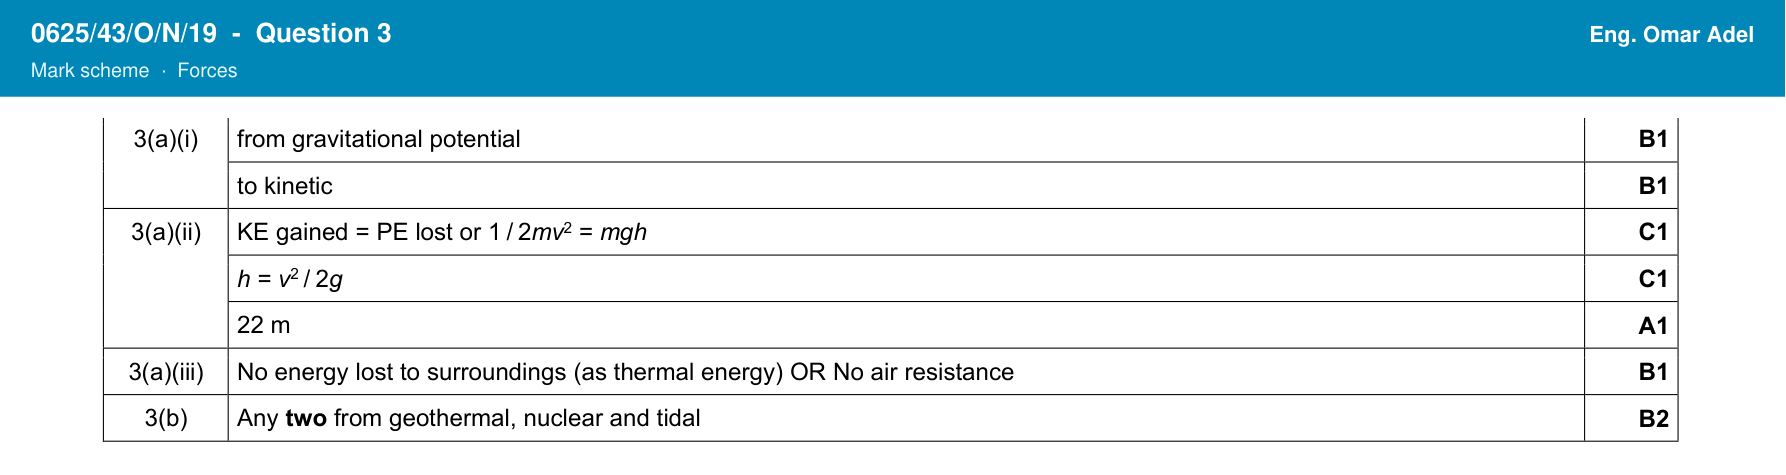 0625/43/O/N/19 - Question 3
Eng. Omar Adel
Mark scheme · Forces
3(a)(i) from gravitational potential B1
to kinetic B1
3(a)(ii) KE gained = PE lost or 1 / 2mv² = mgh C1
h = v² / 2g C1
22 m A1
3(a)(iii) No energy lost to surroundings (as thermal energy) OR No air resistance B1
3(b) Any two from geothermal, nuclear and tidal B2